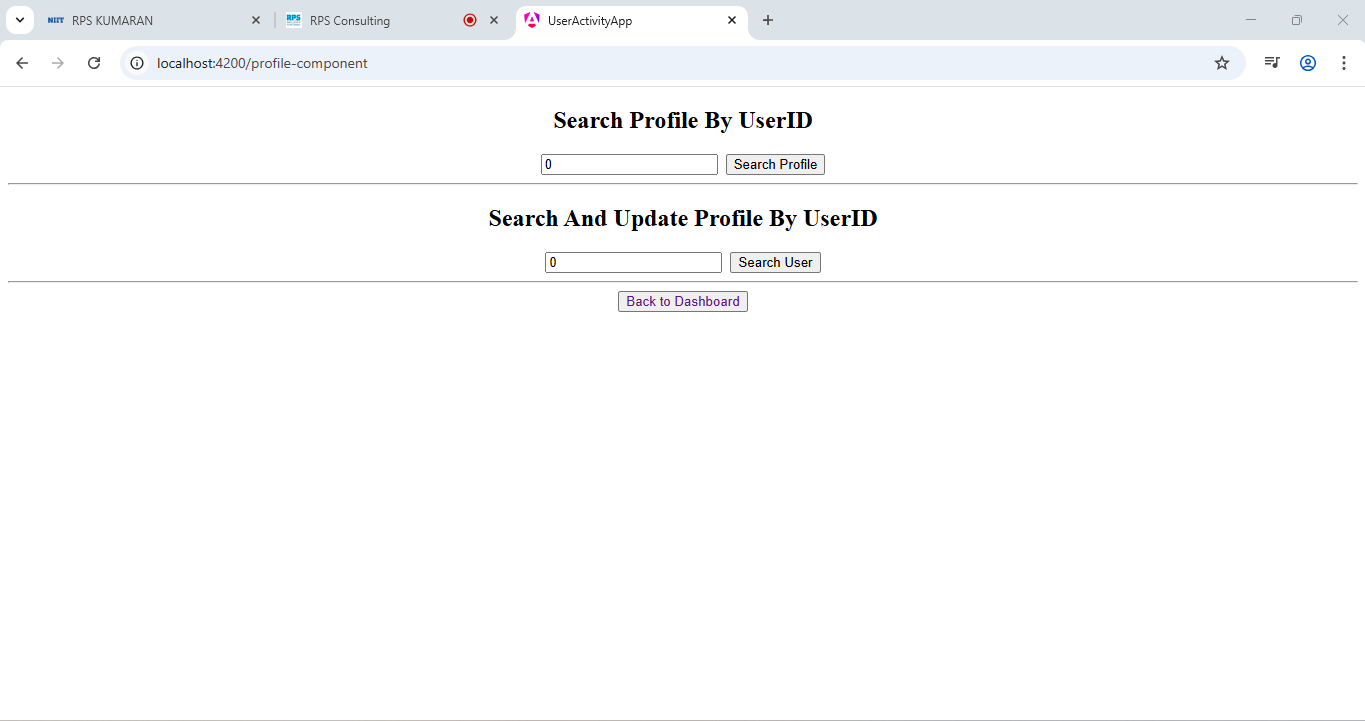 NIIT RPS KUMARAN RPS RPS Consulting UserActivityApp
localhost:4200/profile-component
Search Profile By UserID
0 Search Profile
Search And Update Profile By UserID
0 Search User
Back to Dashboard